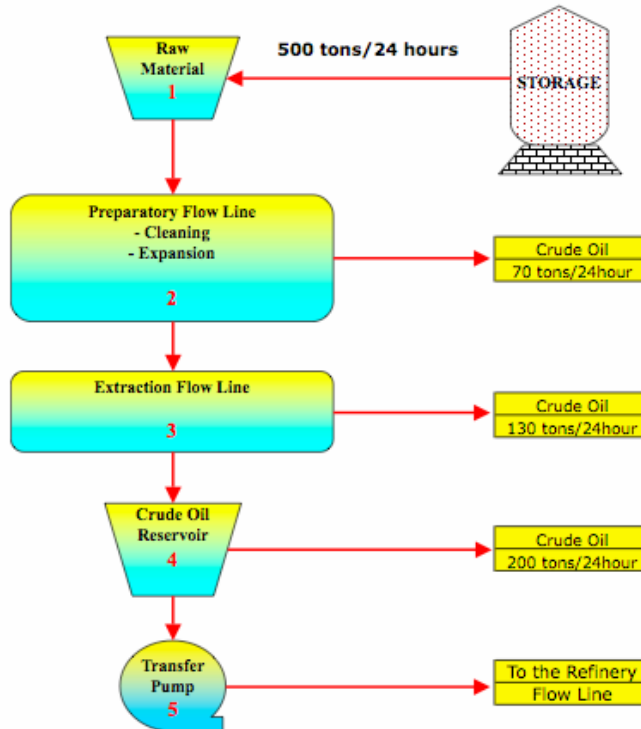 Raw
Material
1
500 tons/24 hours
STORAGE
Preparatory Flow Line
- Cleaning
- Expansion
2
Crude Oil
70 tons/24hour
Extraction Flow Line
3
Crude Oil
130 tons/24hour
Crude Oil
Reservoir
4
Crude Oil
200 tons/24hour
Transfer
Pump
5
To the Refinery
Flow Line